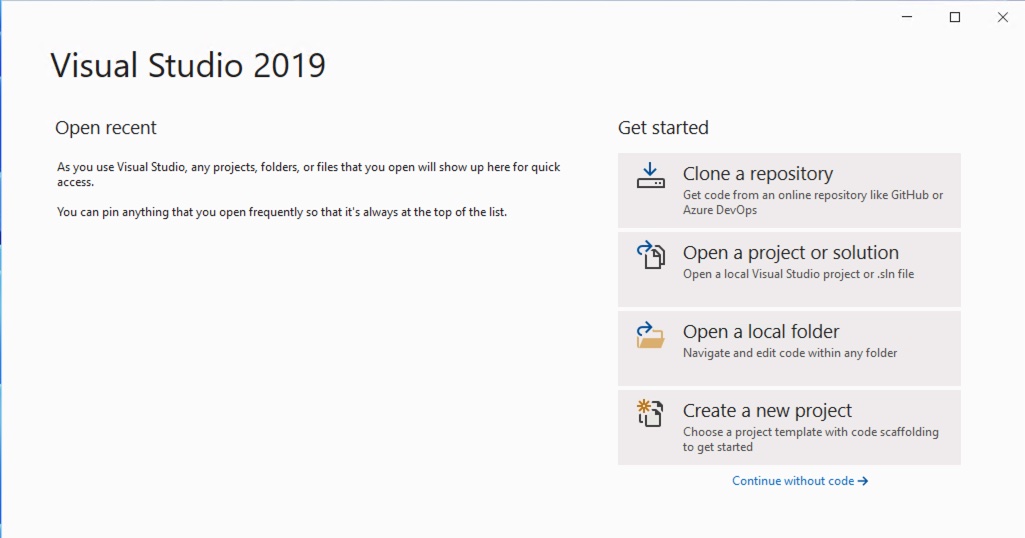 Visual Studio 2019
Open recent
As you use Visual Studio, any projects, folders, or files that you open will show up here for quick
access.
You can pin anything that you open frequently so that it's always at the top of the list.
Get started
Clone a repository
Get code from an online repository like GitHub or
Azure DevOps
Open a project or solution
Open a local Visual Studio project or .sln file
Open a local folder
Navigate and edit code within any folder
Create a new project
Choose a project template with code scaffolding
to get started
Continue without code →